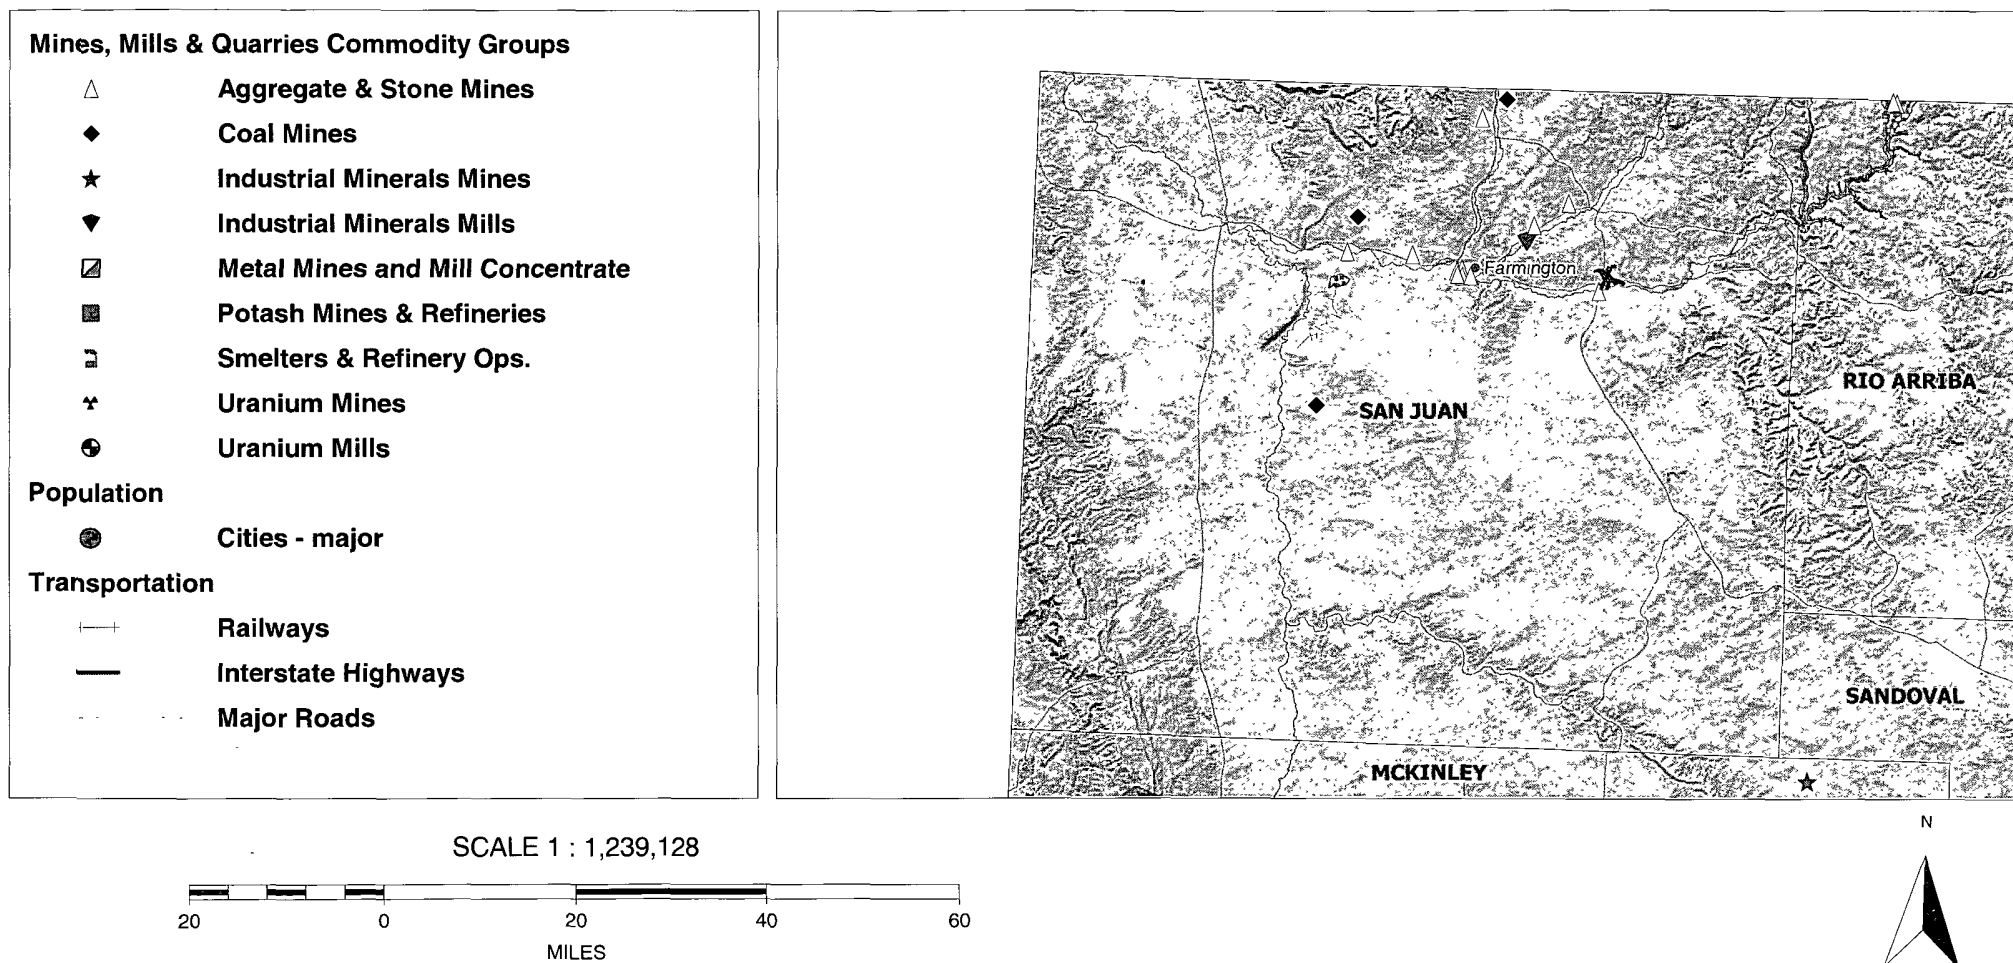 Mines, Mills & Quarries Commodity Groups
Aggregate & Stone Mines
Coal Mines
Industrial Minerals Mines
Industrial Minerals Mills
Metal Mines and Mill Concentrate
Potash Mines & Refineries
Smelters & Refinery Ops.
Uranium Mines
Uranium Mills
Population
Cities - major
Transportation
Railways
Interstate Highways
Major Roads
Farmington
RIO ARRIBA
SAN JUAN
SANDOVAL
MCKINLEY
SCALE 1 : 1,239,128
20 0 20 40 60
MILES
N